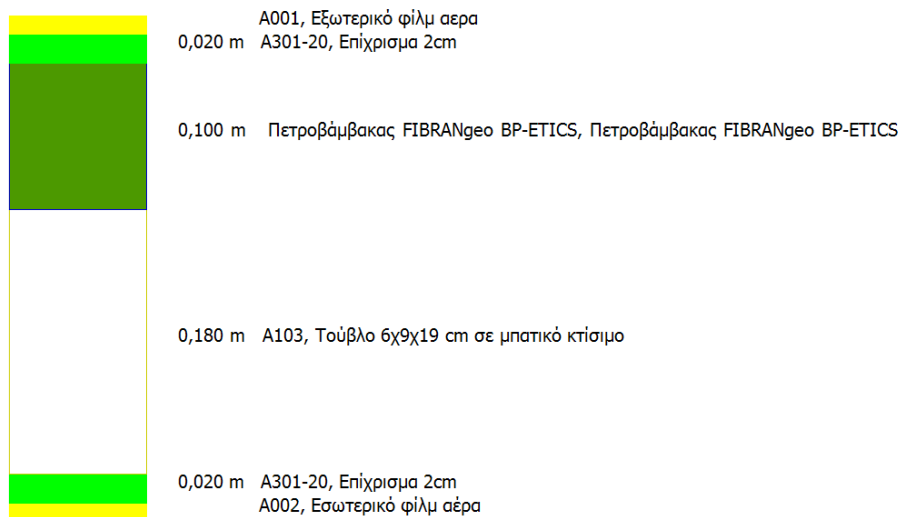 A001, Εξωτερικό φίλμ αερα
0,020 m A301-20, Επίχρισμα 2cm
0,100 m Πετροβάμβακας FIBRANgeo BP-ETICS, Πετροβάμβακας FIBRANgeo BP-ETICS
0,180 m A103, Τούβλο 6χ9χ19 cm σε μπατικό κτίσιμο
0,020 m A301-20, Επίχρισμα 2cm
A002, Εσωτερικό φίλμ αέρα